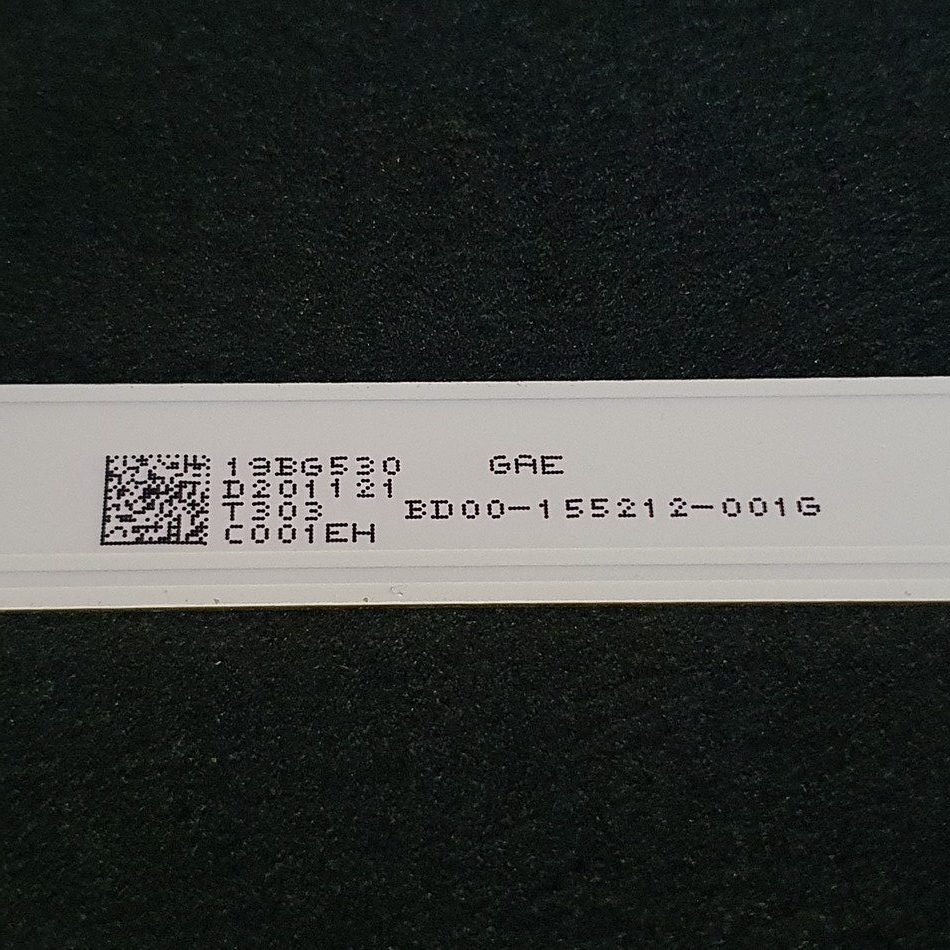 19BG530 GAE
D201121
T303 BD00-155212-001G
C001EH